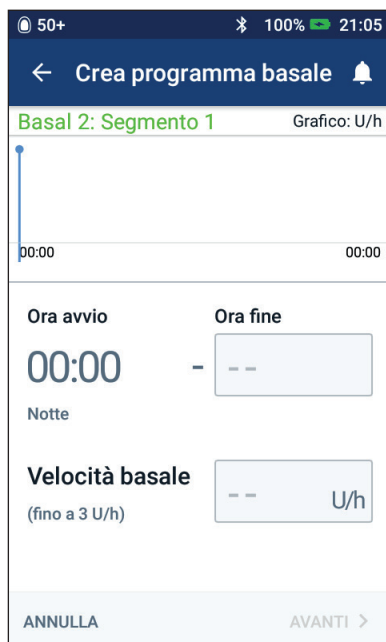 50+ 100% 21:05
Crea programma basale
Basal 2: Segmento 1 Grafico: U/h
00:00 00:00
Ora avvio Ora fine
00:00 - --
Notte
Velocità basale -- U/h
(fino a 3 U/h)
ANNULLA AVANTI